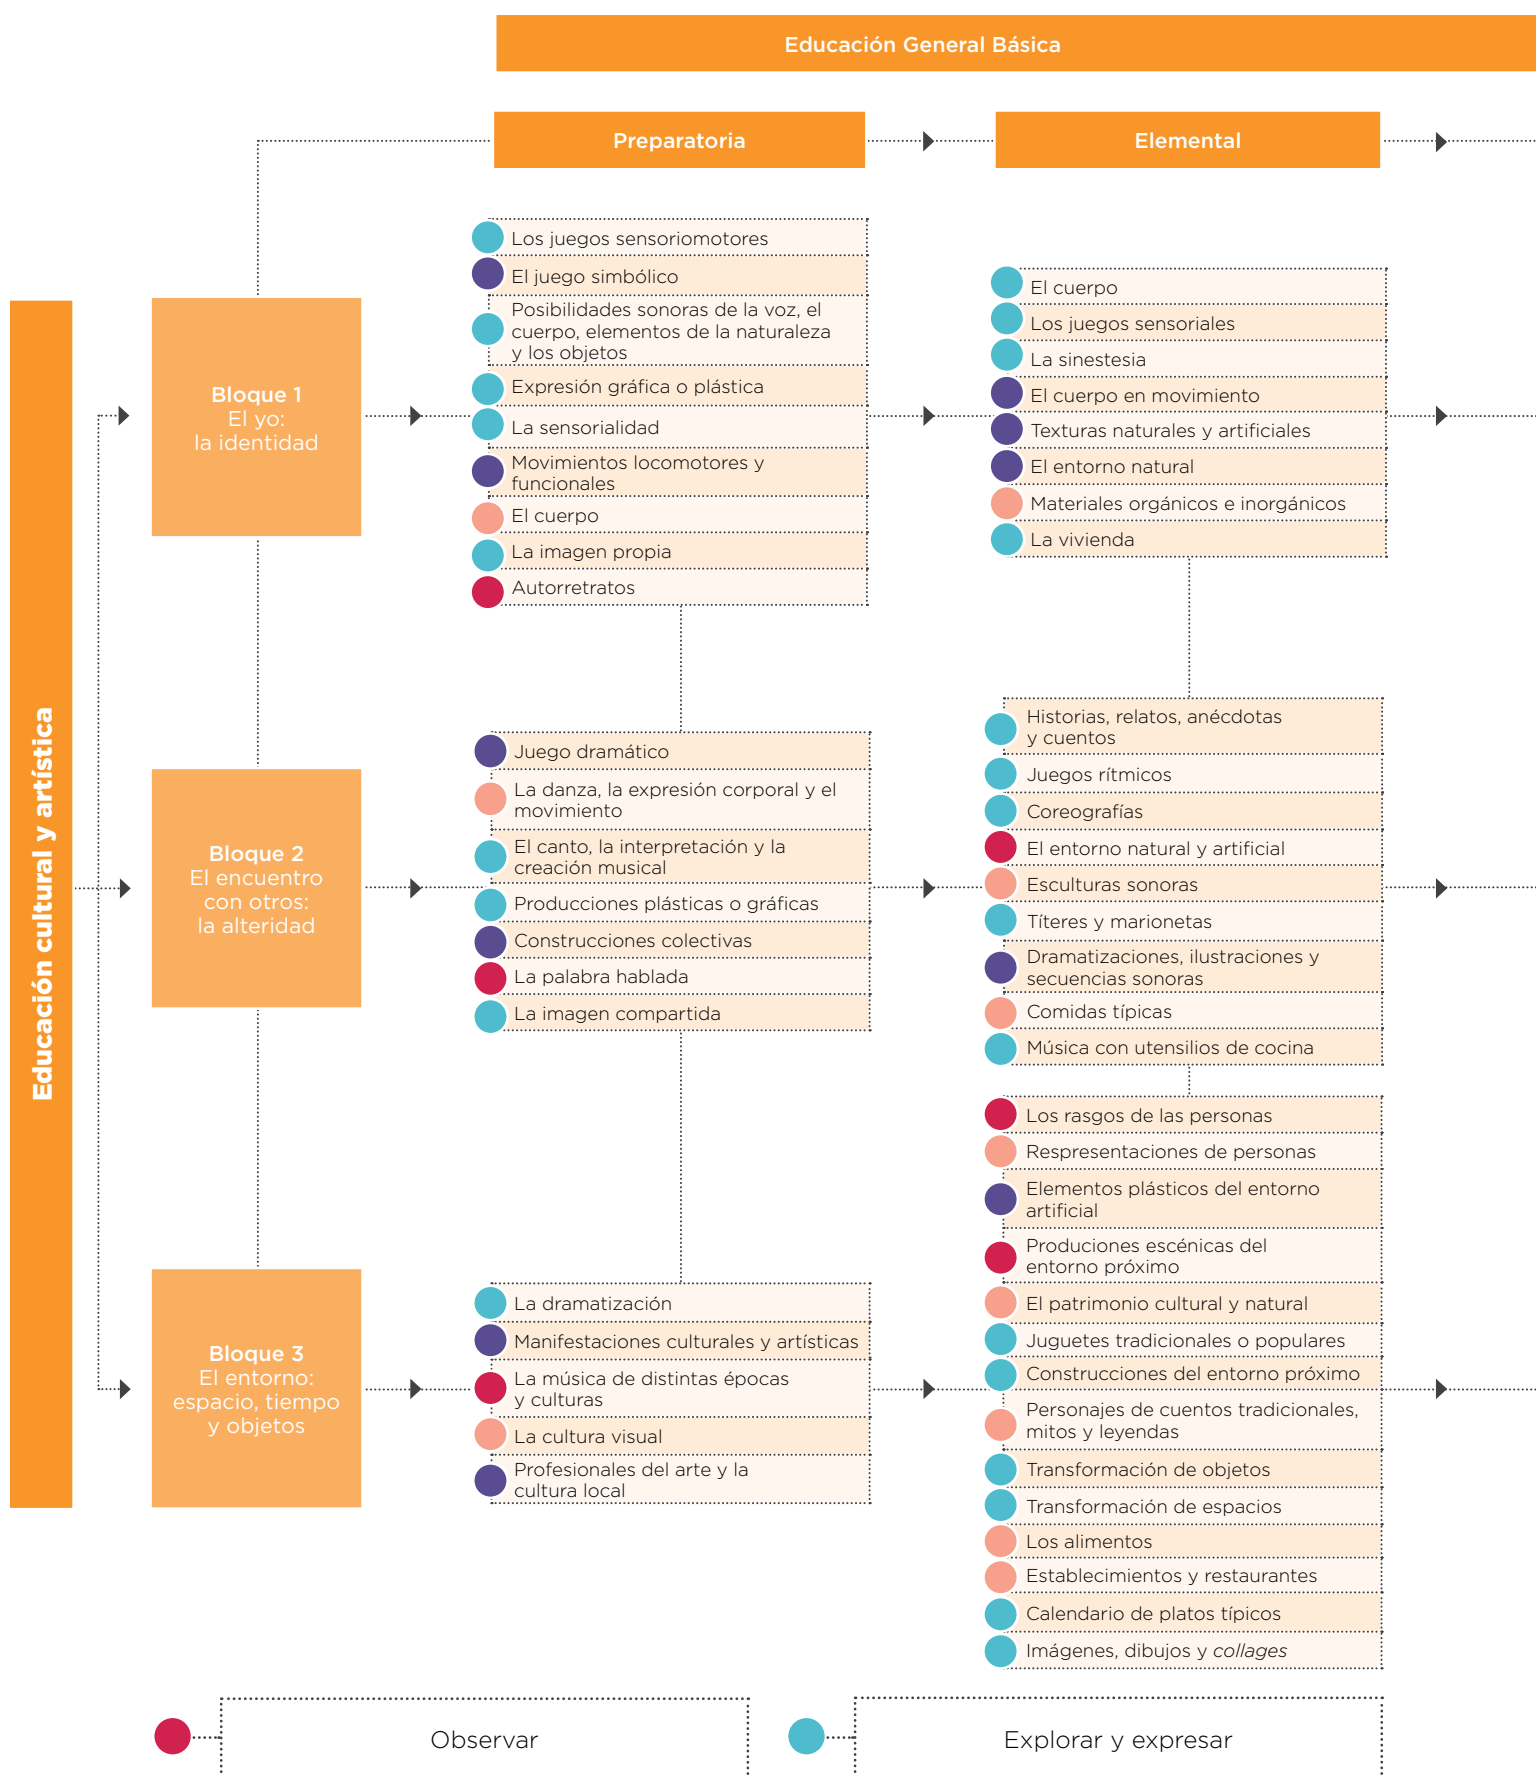 Educación General Básica
Preparatoria
Elemental
Educación cultural y artística
Bloque 1
El yo:
la identidad
Los juegos sensoriomotores
El juego simbólico
Posibilidades sonoras de la voz, el
cuerpo, elementos de la naturaleza
y los objetos
Expresión gráfica o plástica
La sensorialidad
Movimientos locomotores y
funcionales
El cuerpo
La imagen propia
Autorretratos
El cuerpo
Los juegos sensoriales
La sinestesia
El cuerpo en movimiento
Texturas naturales y artificiales
El entorno natural
Materiales orgánicos e inorgánicos
La vivienda
Bloque 2
El encuentro
con otros:
la alteridad
Juego dramático
La danza, la expresión corporal y el
movimiento
El canto, la interpretación y la
creación musical
Producciones plásticas o gráficas
Construcciones colectivas
La palabra hablada
La imagen compartida
Historias, relatos, anécdotas
y cuentos
Juegos rítmicos
Coreografías
El entorno natural y artificial
Esculturas sonoras
Títeres y marionetas
Dramatizaciones, ilustraciones y
secuencias sonoras
Comidas típicas
Música con utensilios de cocina
Bloque 3
El entorno:
espacio, tiempo
y objetos
La dramatización
Manifestaciones culturales y artísticas
La música de distintas épocas
y culturas
La cultura visual
Profesionales del arte y la
cultura local
Los rasgos de las personas
Respresentaciones de personas
Elementos plásticos del entorno
artificial
Produciones escénicas del
entorno próximo
El patrimonio cultural y natural
Juguetes tradicionales o populares
Construcciones del entorno próximo
Personajes de cuentos tradicionales,
mitos y leyendas
Transformación de objetos
Transformación de espacios
Los alimentos
Establecimientos y restaurantes
Calendario de platos típicos
Imágenes, dibujos y collages
Observar
Explorar y expresar